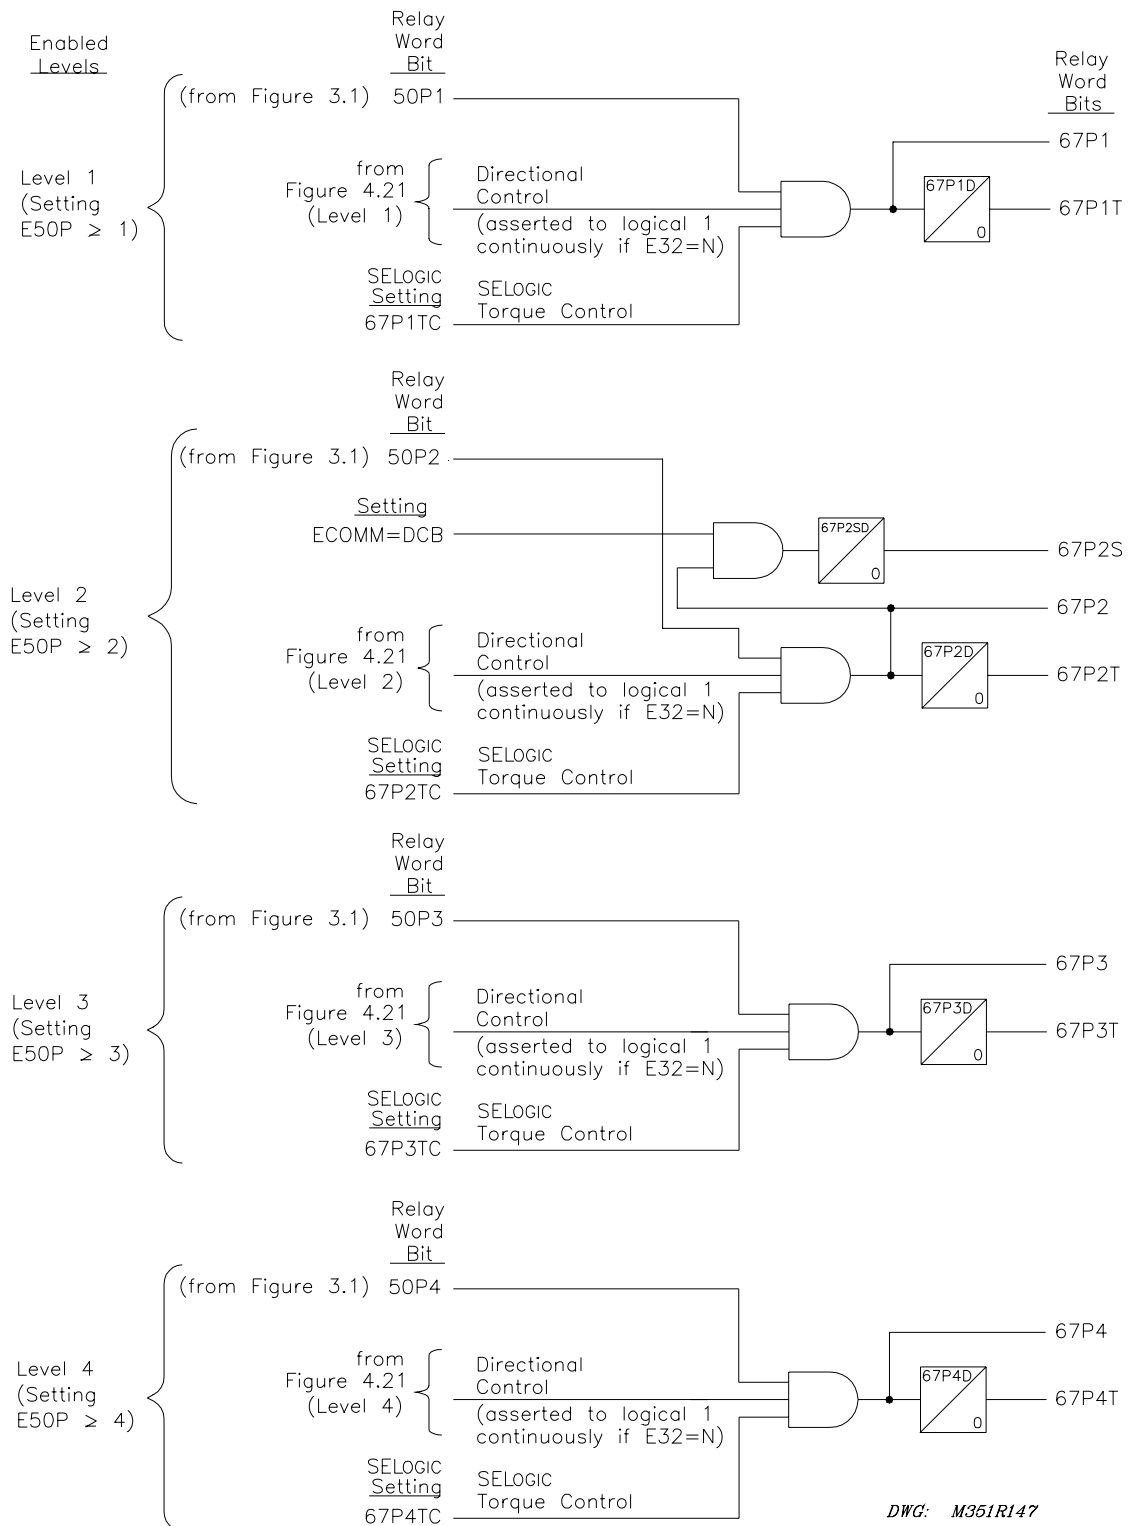 Enabled
Levels
Relay
Word
Bit
Relay
Word
Bits
Level 1
(Setting
E50P ≥ 1)
(from Figure 3.1) 50P1
from
Figure 4.21
(Level 1)
Directional
Control
(asserted to logical 1
continuously if E32=N)
SELOGIC
Setting
67P1TC
SELOGIC
Torque Control
67P1D
0
67P1
67P1T
Relay
Word
Bit
Level 2
(Setting
E50P ≥ 2)
(from Figure 3.1) 50P2
Setting
ECOMM=DCB
from
Figure 4.21
(Level 2)
Directional
Control
(asserted to logical 1
continuously if E32=N)
SELOGIC
Setting
67P2TC
SELOGIC
Torque Control
67P2SD
0
67P2S
67P2
67P2D
0
67P2T
Relay
Word
Bit
Level 3
(Setting
E50P ≥ 3)
(from Figure 3.1) 50P3
from
Figure 4.21
(Level 3)
Directional
Control
(asserted to logical 1
continuously if E32=N)
SELOGIC
Setting
67P3TC
SELOGIC
Torque Control
67P3
67P3D
0
67P3T
Relay
Word
Bit
Level 4
(Setting
E50P ≥ 4)
(from Figure 3.1) 50P4
from
Figure 4.21
(Level 4)
Directional
Control
(asserted to logical 1
continuously if E32=N)
SELOGIC
Setting
67P4TC
SELOGIC
Torque Control
67P4
67P4D
0
67P4T
DWG: M351R147